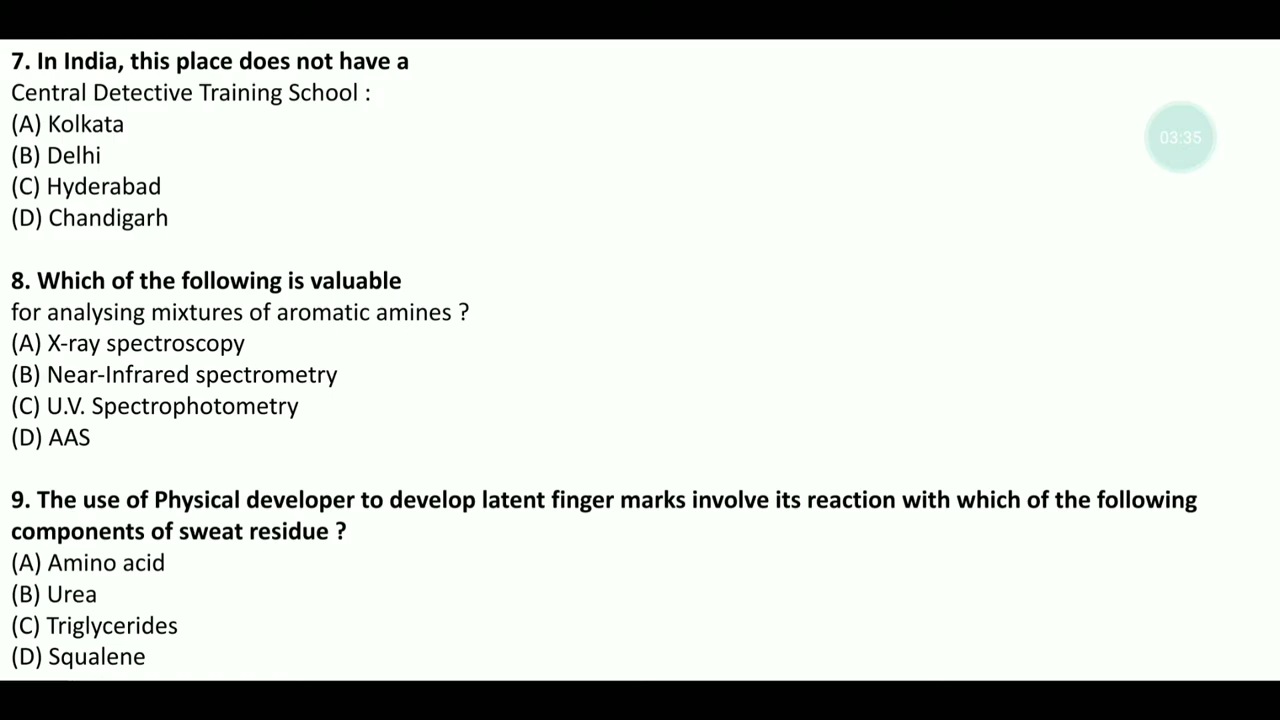 7. In India, this place does not have a
Central Detective Training School :
(A) Kolkata
(B) Delhi
(C) Hyderabad
(D) Chandigarh
03:35
8. Which of the following is valuable
for analysing mixtures of aromatic amines ?
(A) X-ray spectroscopy
(B) Near-Infrared spectrometry
(C) U.V. Spectrophotometry
(D) AAS
9. The use of Physical developer to develop latent finger marks involve its reaction with which of the following
components of sweat residue ?
(A) Amino acid
(B) Urea
(C) Triglycerides
(D) Squalene